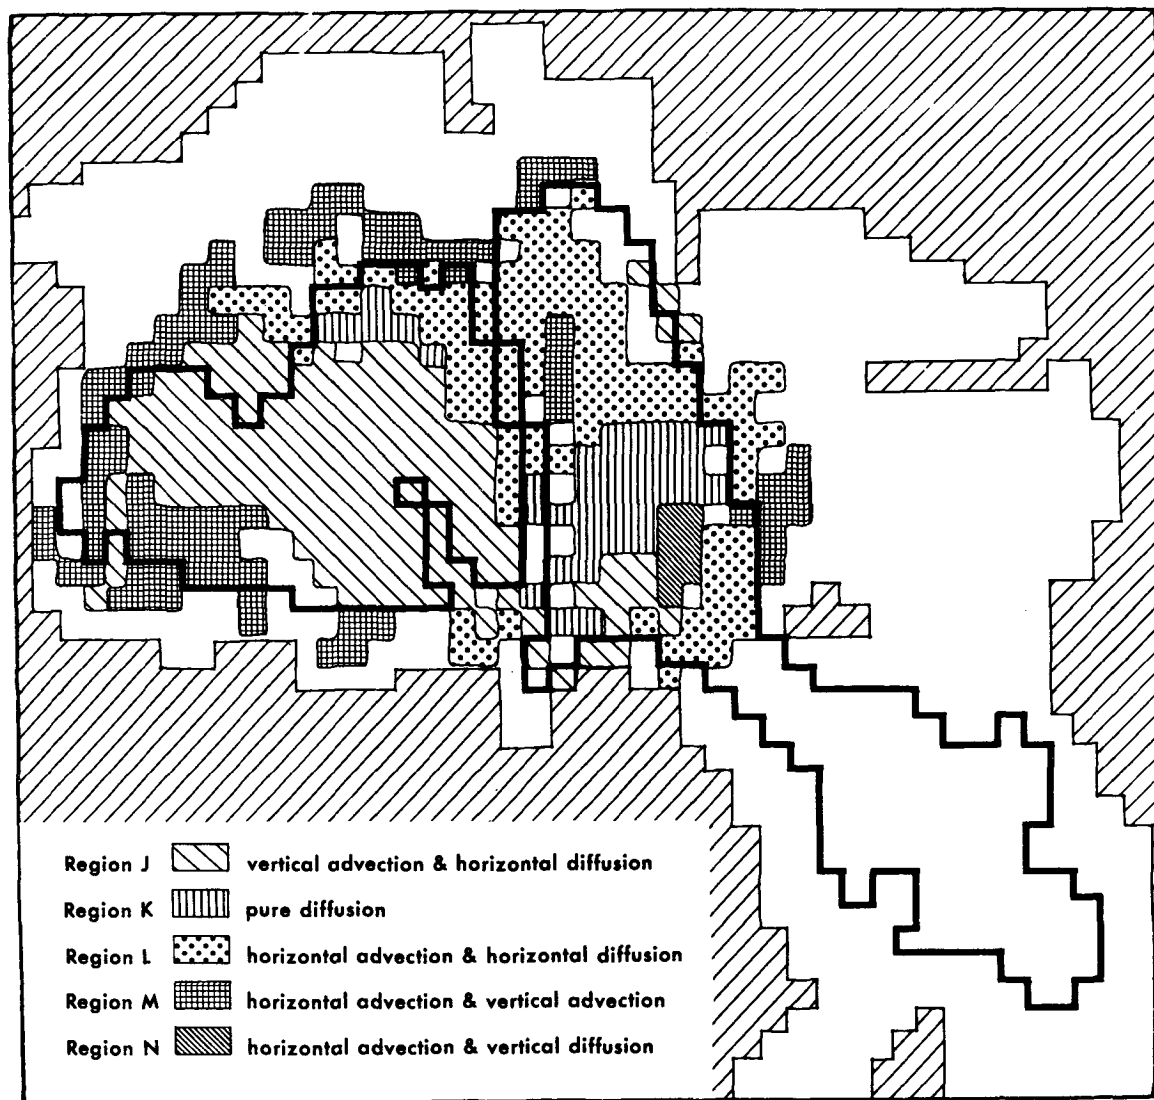 Region J vertical advection & horizontal diffusion
Region K pure diffusion
Region L horizontal advection & horizontal diffusion
Region M horizontal advection & vertical advection
Region N horizontal advection & vertical diffusion